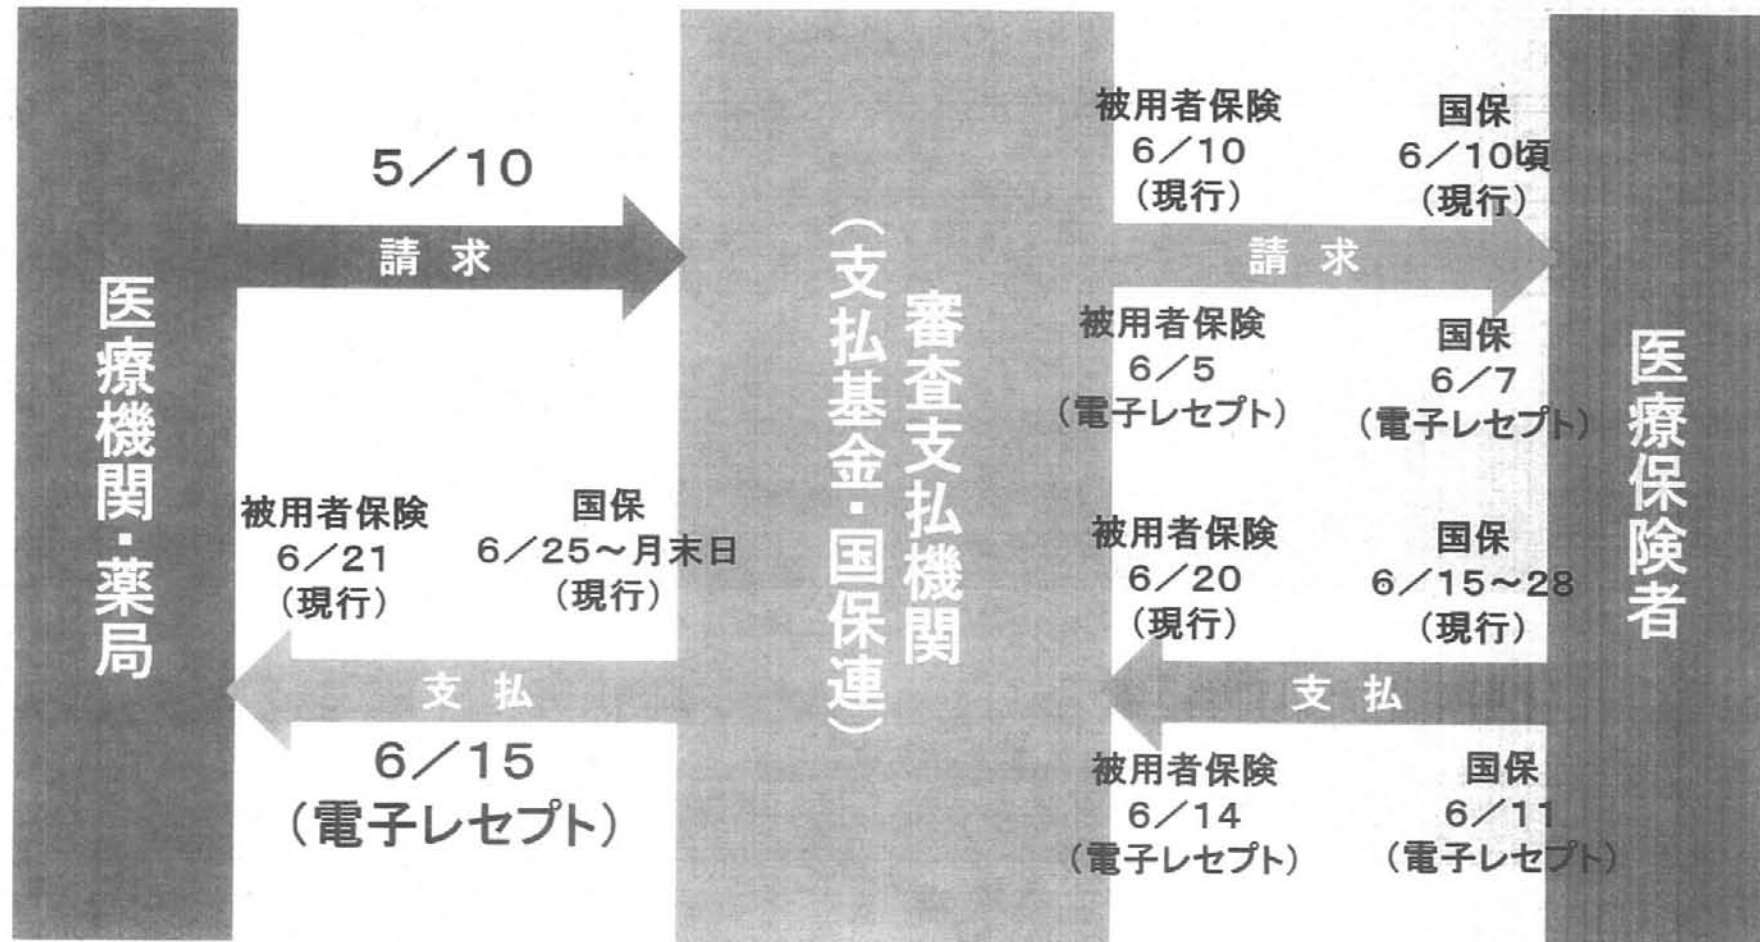 医療機関・薬局
5/10
請求
被用者保険
6/21
(現行)
国保
6/25~月末日
(現行)
支払
6/15
(電子レセプト)
審査支払機関
(支払基金・国保連)
被用者保険
6/10
(現行)
国保
6/10頃
(現行)
請求
被用者保険
6/5
(電子レセプト)
国保
6/7
(電子レセプト)
被用者保険
6/20
(現行)
国保
6/15~28
(現行)
支払
被用者保険
6/14
(電子レセプト)
国保
6/11
(電子レセプト)
医療保険者